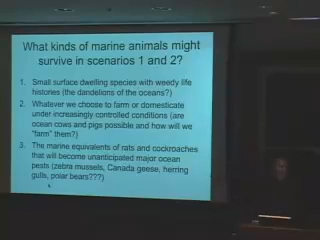 What kinds of marine animals might
survive in scenarios 1 and 2?
1. Small surface dwelling species with weedy life
histories (the dandelions of the oceans?)
2. Whatever we choose to farm or domesticate
under increasingly controlled conditions (are
ocean cows and pigs possible and how will we
"farm" them?)
3. The marine equivalents of rats and cockroaches
that will become unanticipated major ocean
pests (zebra mussels, Canada geese, herring
gulls, polar bears???)